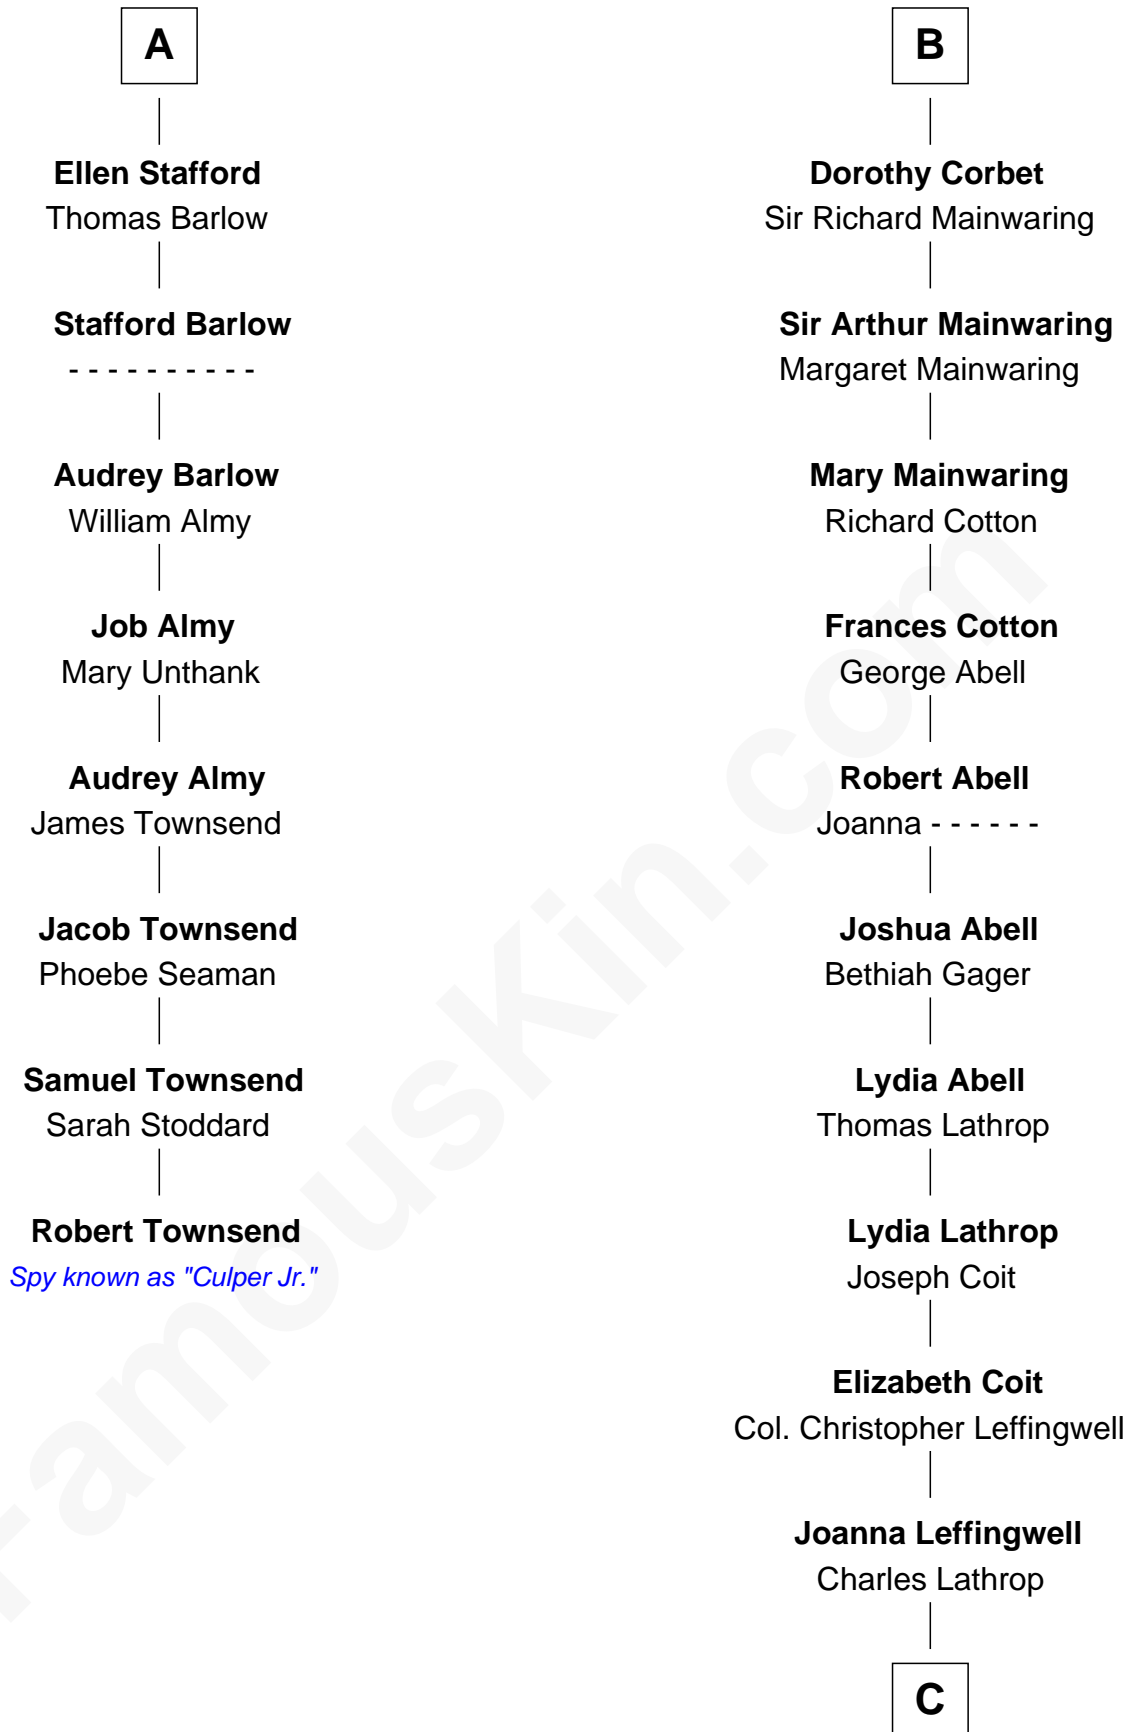 A
Ellen Stafford
Thomas Barlow
Stafford Barlow
- - - - - - - - - -
Audrey Barlow
William Almy
Job Almy
Mary Unthank
Audrey Almy
James Townsend
Jacob Townsend
Phoebe Seaman
Samuel Townsend
Sarah Stoddard
Robert Townsend
Spy known as "Culper Jr."
B
Dorothy Corbet
Sir Richard Mainwaring
Sir Arthur Mainwaring
Margaret Mainwaring
Mary Mainwaring
Richard Cotton
Frances Cotton
George Abell
Robert Abell
Joanna - - - - - -
Joshua Abell
Bethiah Gager
Lydia Abell
Thomas Lathrop
Lydia Lathrop
Joseph Coit
Elizabeth Coit
Col. Christopher Leffingwell
Joanna Leffingwell
Charles Lathrop
C
FamousKin.com